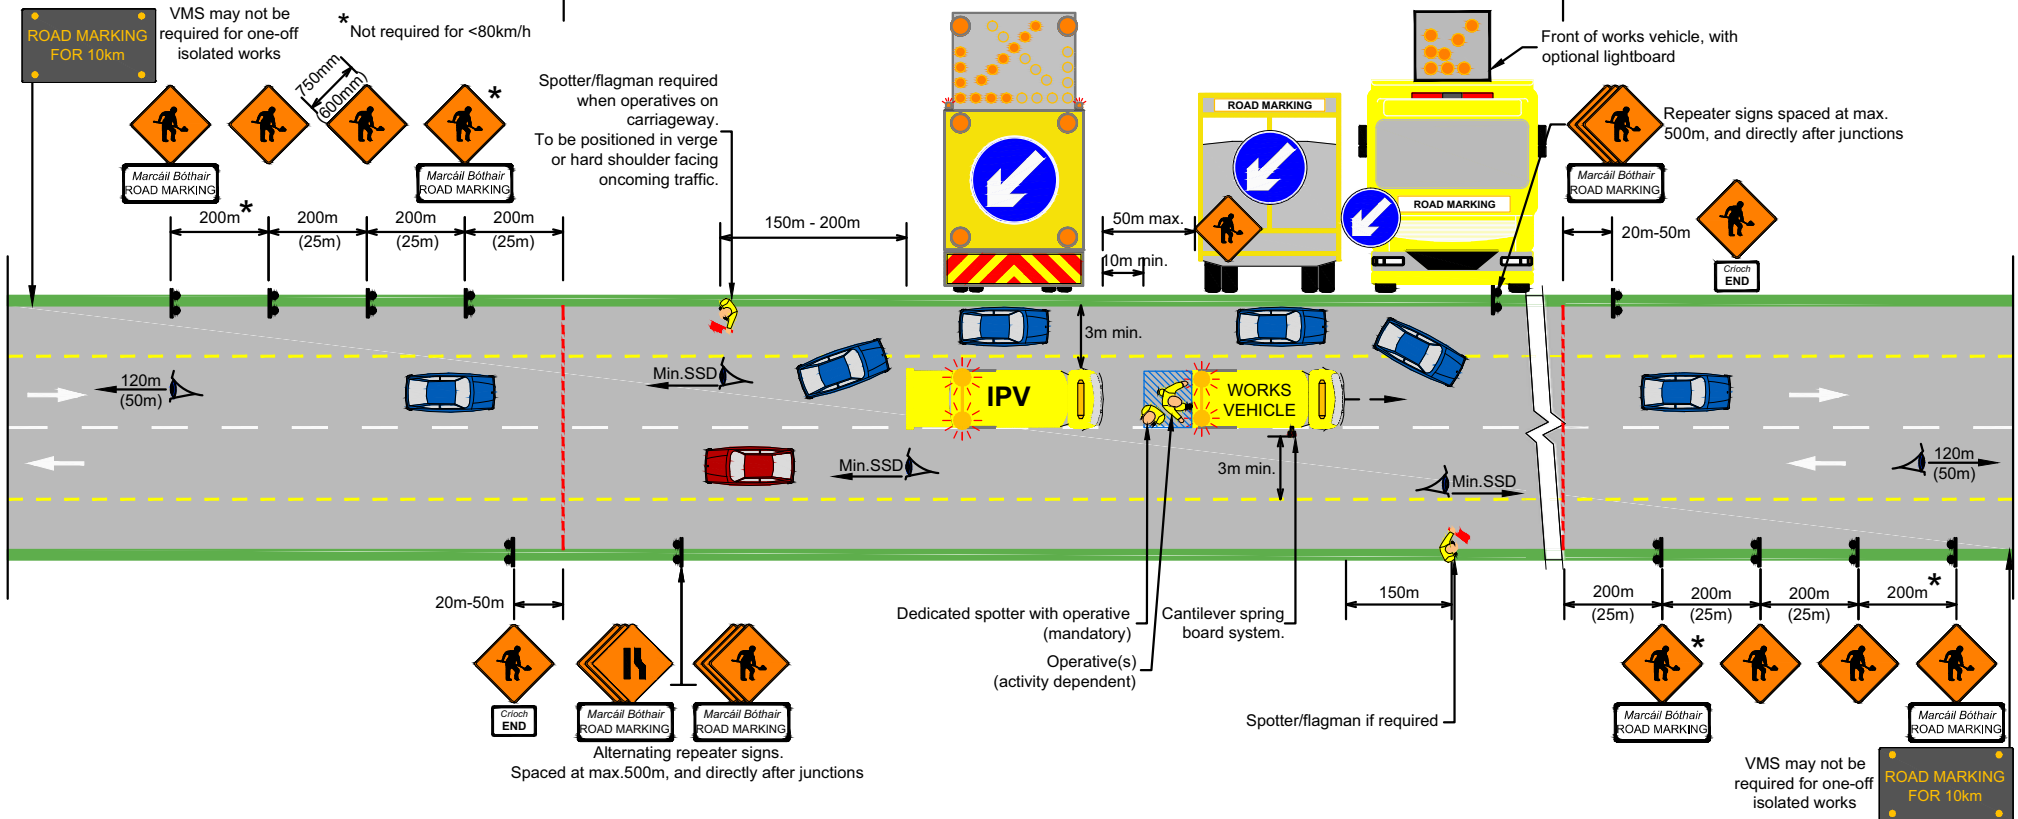 ROAD MARKING
FOR 10km
VMS may not be
required for one-off
isolated works
*Not required for <80km/h
750mm
(600mm)
*
Marcáil Bóthair
ROAD MARKING
Marcáil Bóthair
ROAD MARKING
200m*
200m
(25m)
200m
(25m)
200m
(25m)
Spotter/flagman required
when operatives on
carriageway.
To be positioned in verge
or hard shoulder facing
oncoming traffic.
150m - 200m
50m max.
10m min.
ROAD MARKING
ROAD MARKING
Front of works vehicle, with
optional lightboard
Repeater signs spaced at max.
500m, and directly after junctions
Marcáil Bóthair
ROAD MARKING
20m-50m
Críoch
END
3m min.
120m
(50m)
Min.SSD
IPV
WORKS
VEHICLE
Min.SSD
3m min.
Min.SSD
120m
(50m)
20m-50m
Críoch
END
Marcáil Bóthair
ROAD MARKING
Marcáil Bóthair
ROAD MARKING
Alternating repeater signs.
Spaced at max.500m, and directly after junctions
Dedicated spotter with operative
(mandatory)
Operative(s)
(activity dependent)
Cantilever spring
board system.
150m
Spotter/flagman if required
200m
(25m)
200m
(25m)
200m
(25m)
200m*
*
Marcáil Bóthair
ROAD MARKING
Marcáil Bóthair
ROAD MARKING
VMS may not be
required for one-off
isolated works
ROAD MARKING
FOR 10km